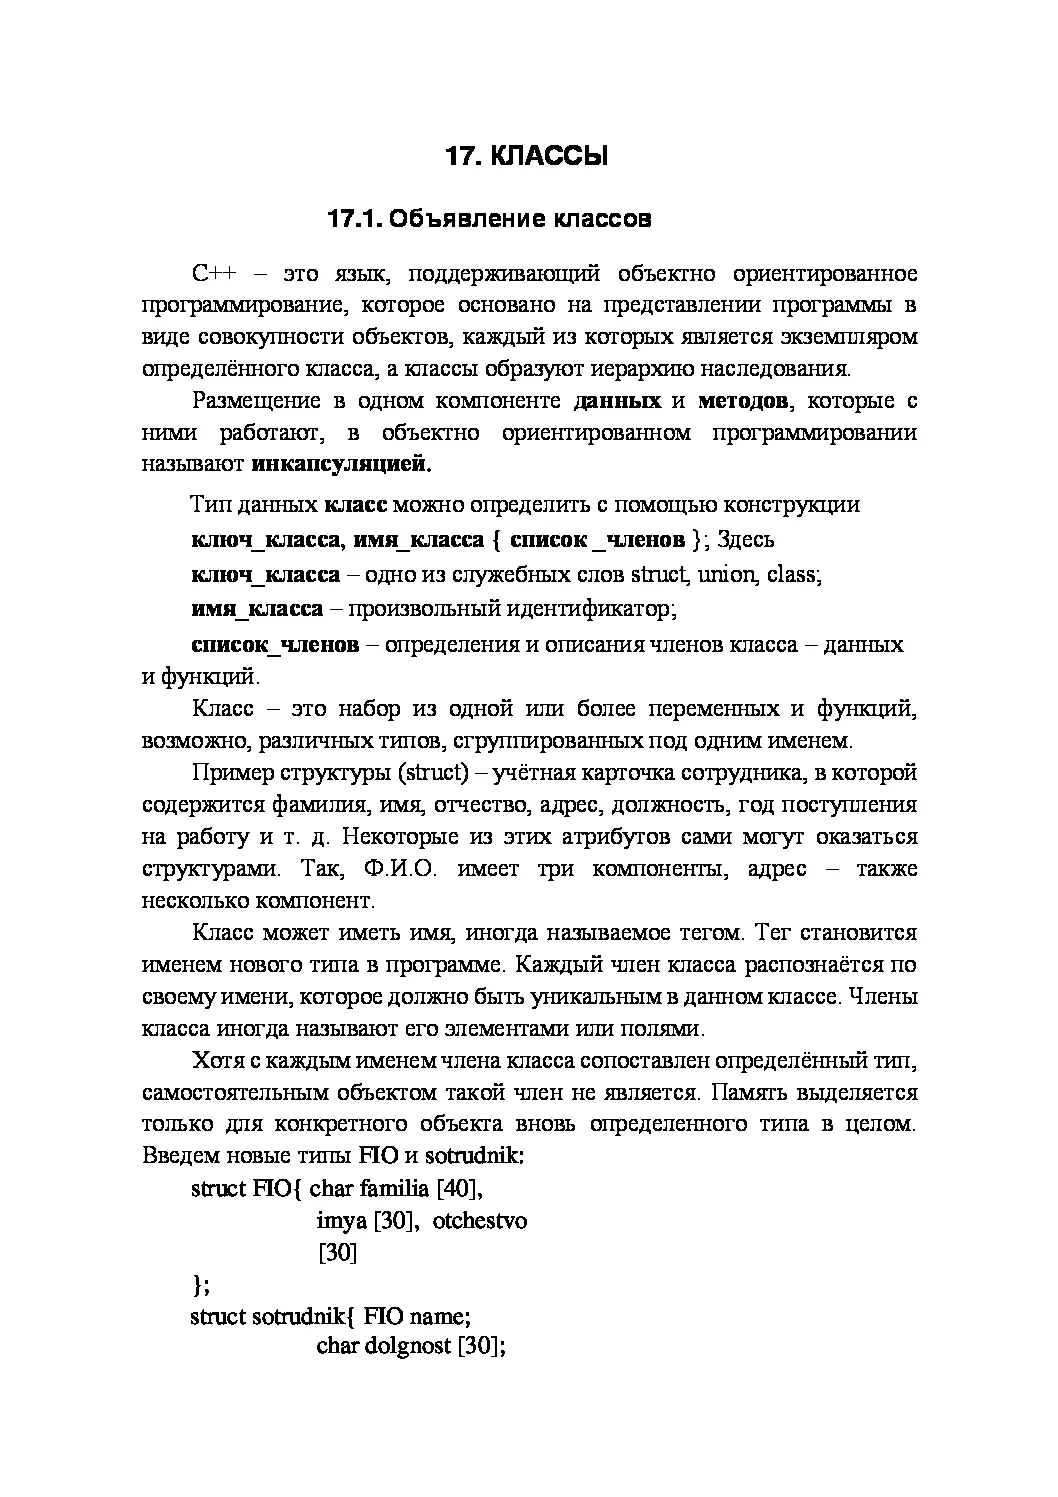 17. КЛАССЫ
17.1. Объявление классов
С++ – это язык, поддерживающий объектно ориентированное
программирование, которое основано на представлении программы в
виде совокупности объектов, каждый из которых является экземпляром
определённого класса, а классы образуют иерархию наследования.
Размещение в одном компоненте данных и методов, которые с
ними работают, в объектно ориентированном программировании
называют инкапсуляцией.
Тип данных класс можно определить с помощью конструкции
ключ_класса, имя_класса { список _членов }; Здесь
ключ_класса – одно из служебных слов struct, union, class;
имя_класса – произвольный идентификатор;
список_членов – определения и описания членов класса – данных
и функций.
Класс – это набор из одной или более переменных и функций,
возможно, различных типов, сгруппированных под одним именем.
Пример структуры (struct) – учётная карточка сотрудника, в которой
содержится фамилия, имя, отчество, адрес, должность, год поступления
на работу и т. д. Некоторые из этих атрибутов сами могут оказаться
структурами. Так, Ф.И.О. имеет три компоненты, адрес – также
несколько компонент.
Класс может иметь имя, иногда называемое тегом. Тег становится
именем нового типа в программе. Каждый член класса распознаётся по
своему имени, которое должно быть уникальным в данном классе. Члены
класса иногда называют его элементами или полями.
Хотя с каждым именем члена класса сопоставлен определённый тип,
самостоятельным объектом такой член не является. Память выделяется
только для конкретного объекта вновь определенного типа в целом.
Введем новые типы FIO и sotrudnik:
struct FIO{ char familia [40],
imya [30], otchestvo
[30]
};
struct sotrudnik{ FIO name;
char dolgnost [30];